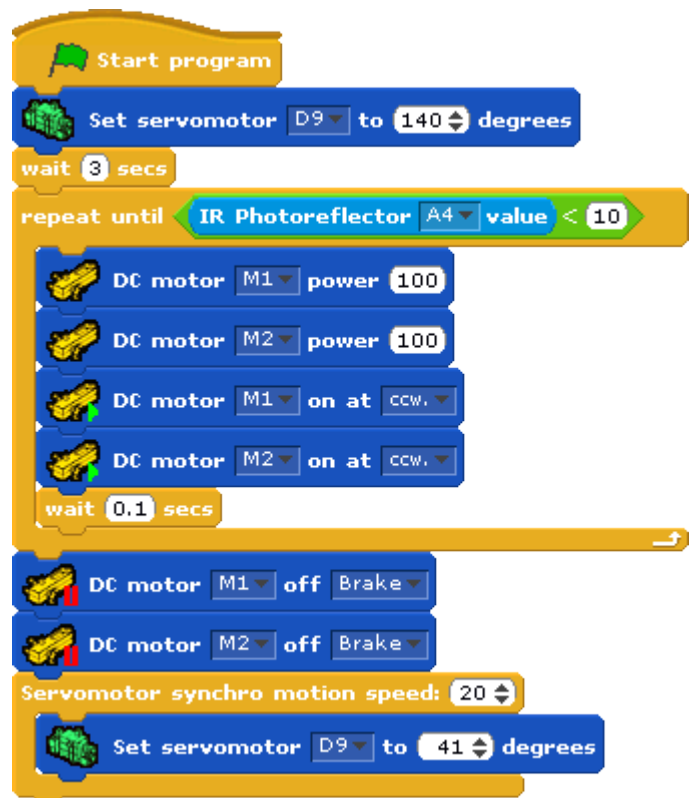 Start program
Set servomotor D9 to 140 degrees
wait 3 secs
repeat until IR Photoreflector A4 value < 10
DC motor M1 power 100
DC motor M2 power 100
DC motor M1 on at ccw.
DC motor M2 on at ccw.
wait 0.1 secs
DC motor M1 off Brake
DC motor M2 off Brake
Servomotor synchro motion speed: 20
Set servomotor D9 to 41 degrees